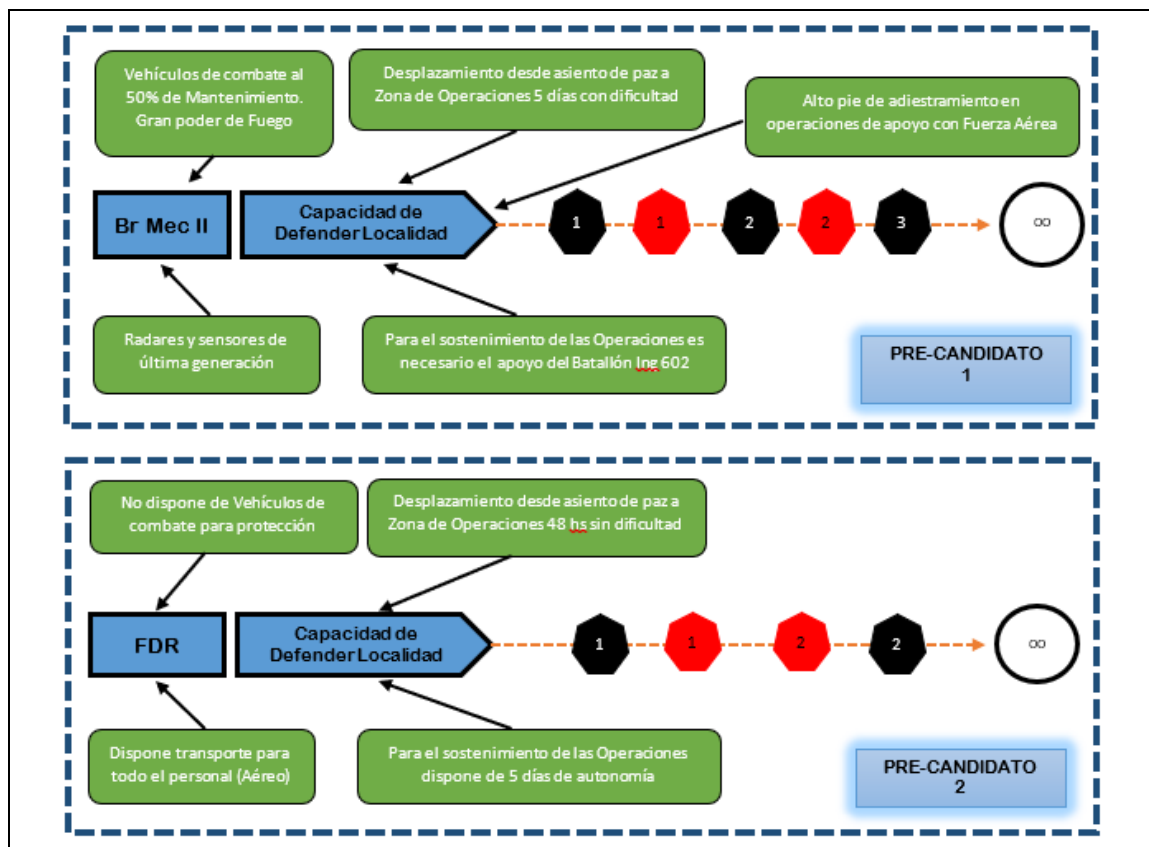 Vehículos de combate al
50% de Mantenimiento.
Gran poder de Fuego
Desplazamiento desde asiento de paz a
Zona de Operaciones 5 días con dificultad
Alto pie de adiestramiento en
operaciones de apoyo con Fuerza Aérea
Br Mec II
Capacidad de
Defender Localidad
1
1
2
2
3
∞
Radares y sensores de
última generación
Para el sostenimiento de las Operaciones es
necesario el apoyo del Batallón Ing 602
PRE-CANDIDATO
1
No dispone de Vehículos de
combate para protección
Desplazamiento desde asiento de paz a
Zona de Operaciones 48 hs sin dificultad
FDR
Capacidad de
Defender Localidad
1
1
2
2
∞
Dispone transporte para
todo el personal (Aéreo)
Para el sostenimiento de las Operaciones
dispone de 5 días de autonomía
PRE-CANDIDATO
2